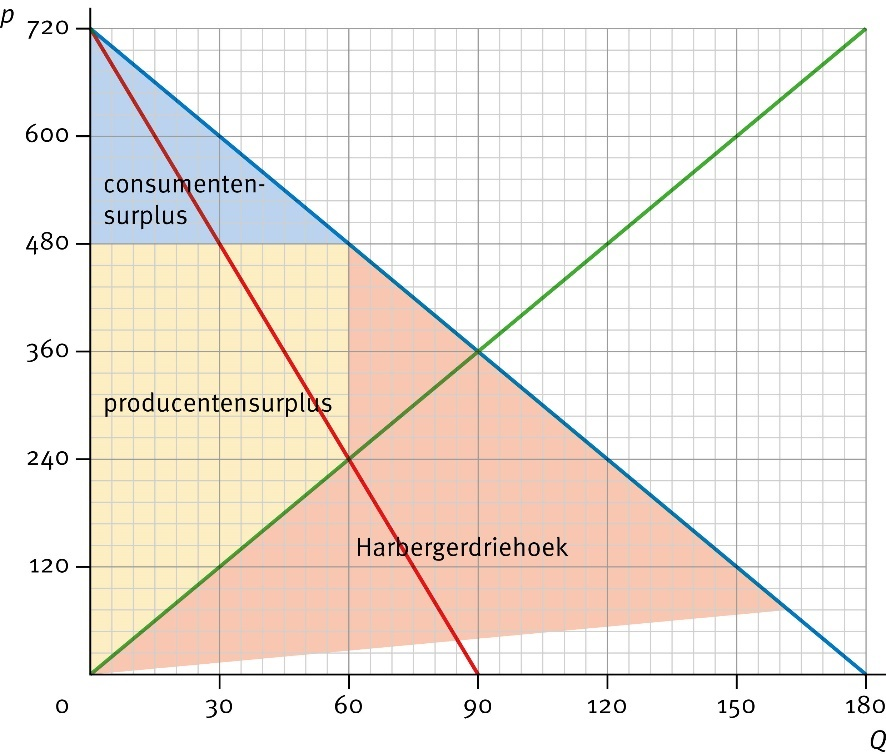 p
720
600
consumenten-
surplus
480
360
producentensurplus
240
Harbergerdriehoek
120
0 30 60 90 120 150 180
Q